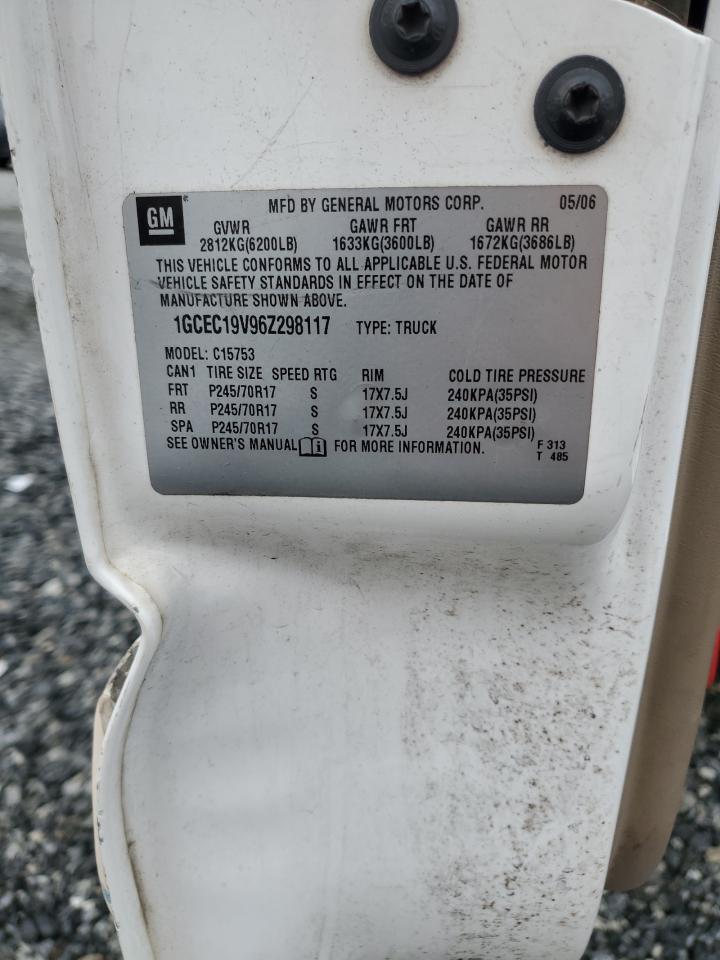 GM
MFD BY GENERAL MOTORS CORP. 05/06
GVWR GAWR FRT GAWR RR
2812KG(6200LB) 1633KG(3600LB) 1672KG(3686LB)
THIS VEHICLE CONFORMS TO ALL APPLICABLE U.S. FEDERAL MOTOR
VEHICLE SAFETY STANDARDS IN EFFECT ON THE DATE OF
MANUFACTURE SHOWN ABOVE.
1GCEC19V96Z298117 TYPE: TRUCK
MODEL: C15753
CAN1 TIRE SIZE SPEED RTG RIM COLD TIRE PRESSURE
FRT P245/70R17 S 17X7.5J 240KPA(35PSI)
RR P245/70R17 S 17X7.5J 240KPA(35PSI)
SPA P245/70R17 S 17X7.5J 240KPA(35PSI)
SEE OWNER'S MANUAL FOR MORE INFORMATION. F 313
T 485